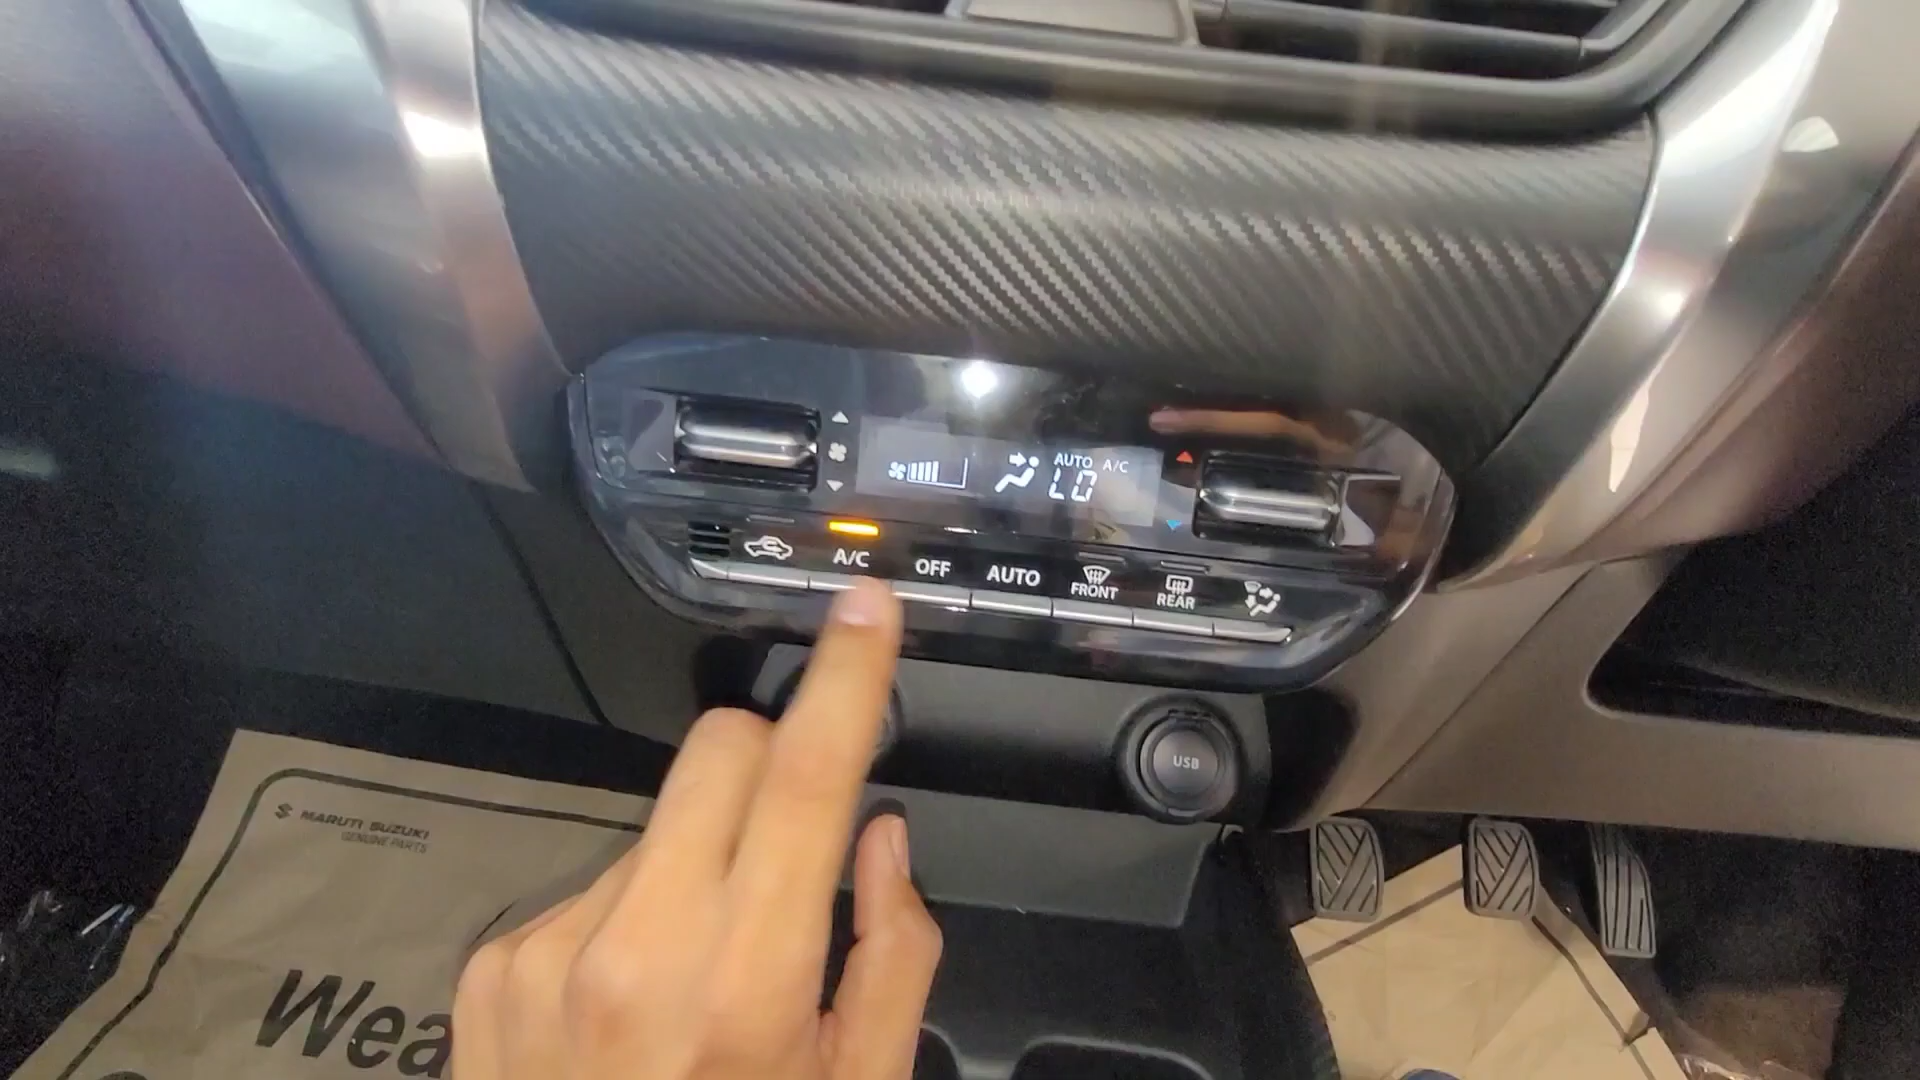 AUTO A/C
LO
A/C
OFF
AUTO
FRONT
REAR
USB
MARUTI SUZUKI
GENUINE PARTS
Wea